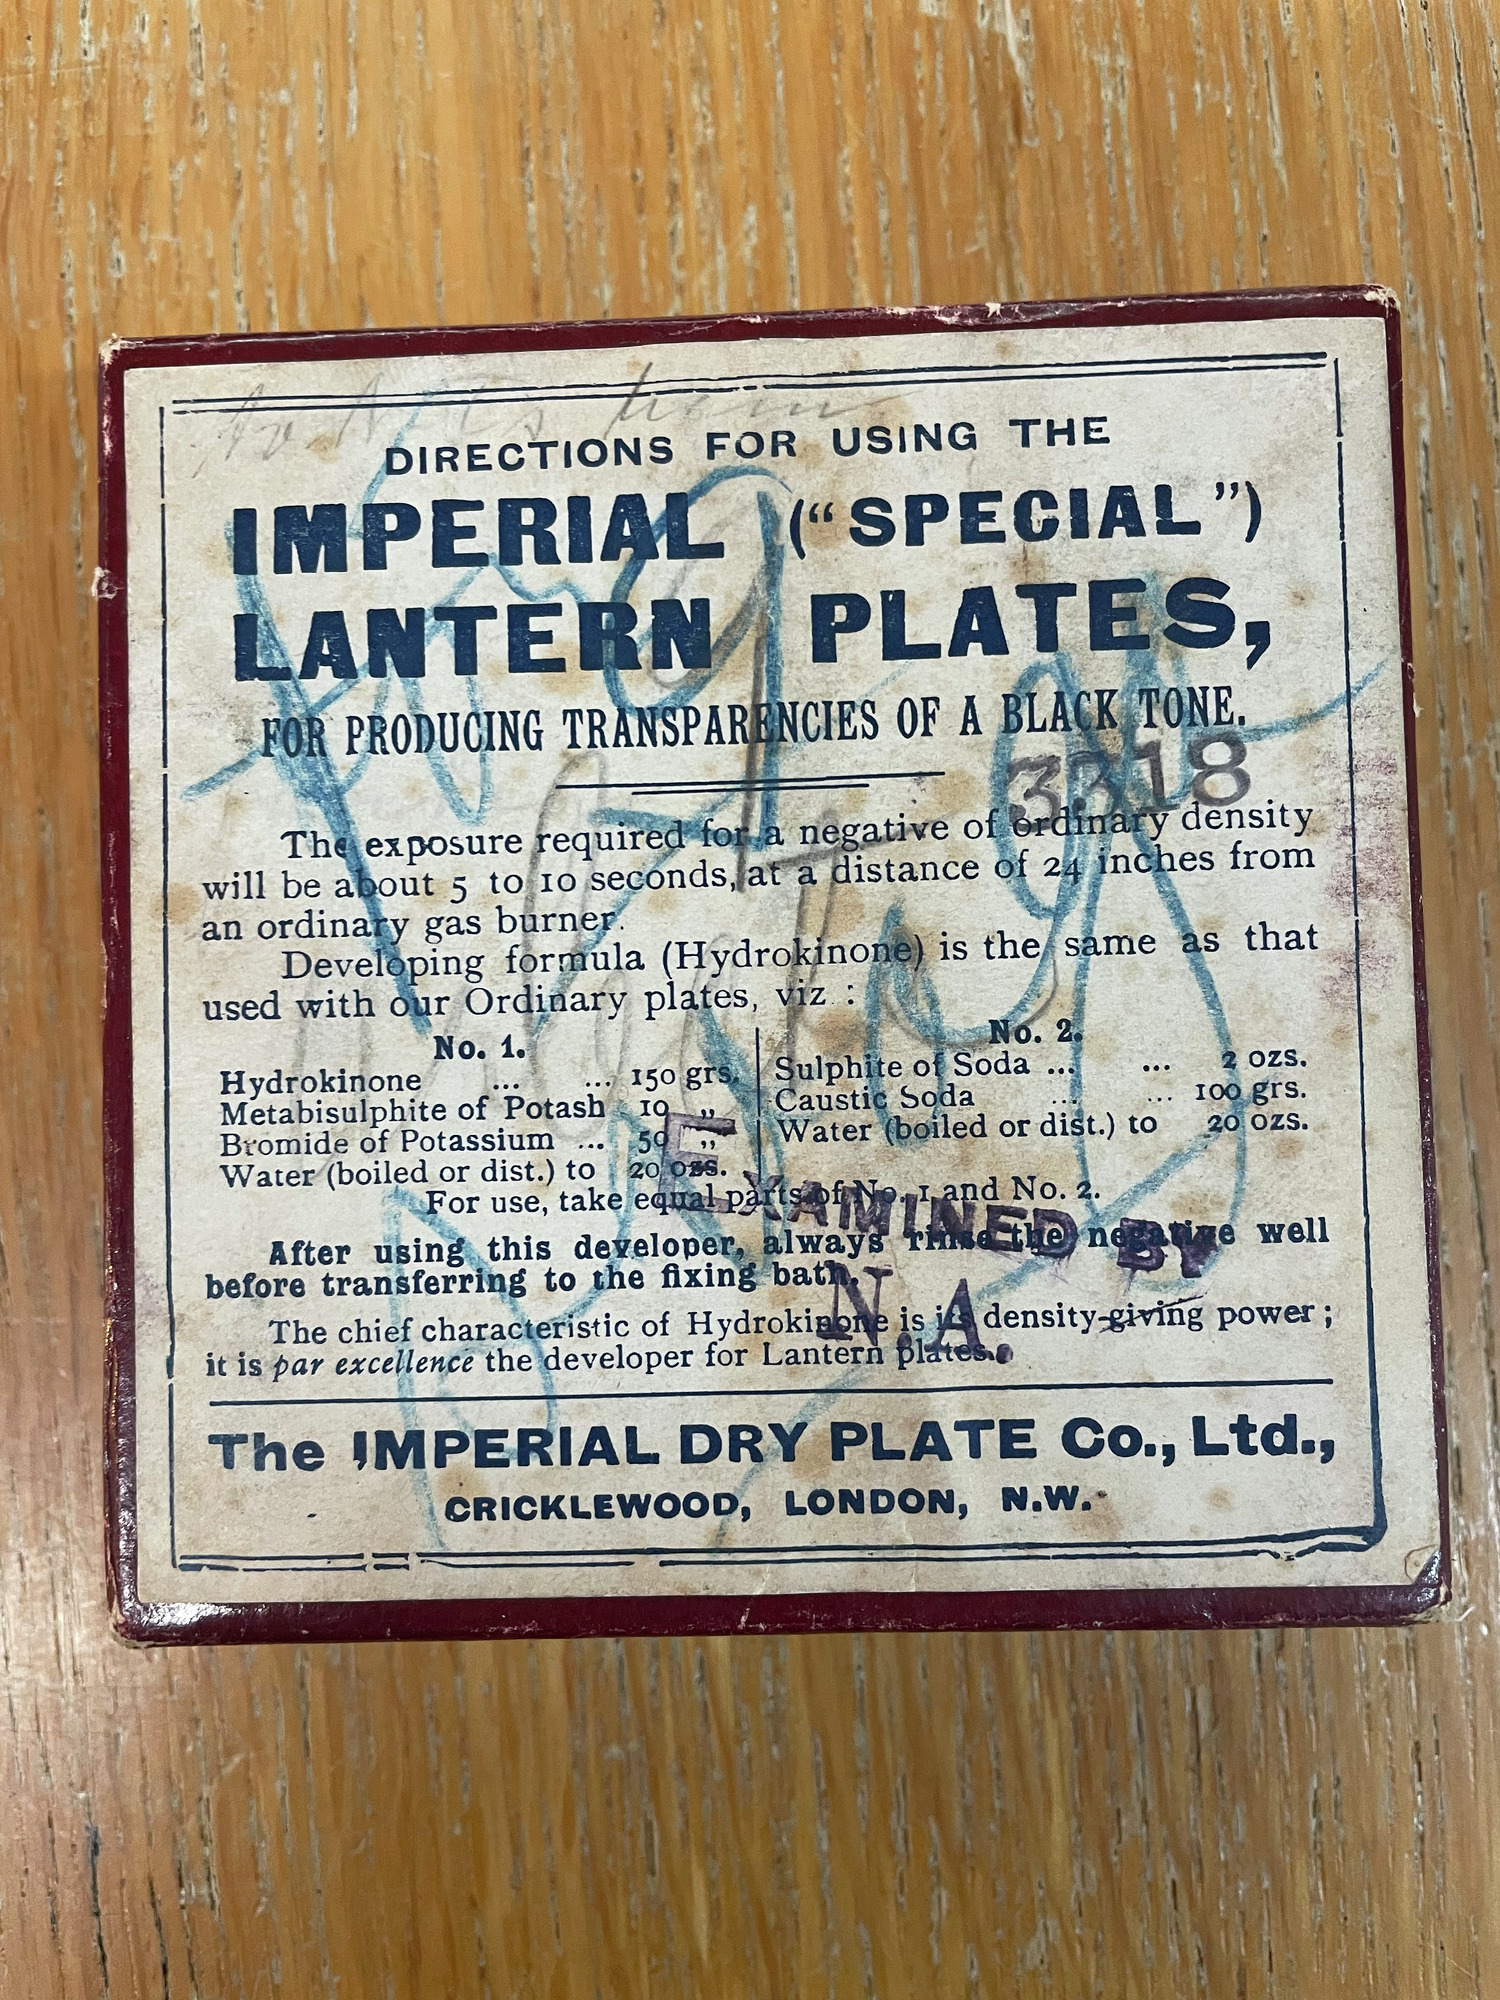 DIRECTIONS FOR USING THE
IMPERIAL ("SPECIAL")
LANTERN PLATES,
FOR PRODUCING TRANSPARENCIES OF A BLACK TONE.
3318
The exposure required for a negative of ordinary density
will be about 5 to 10 seconds, at a distance of 24 inches from
an ordinary gas burner.
Developing formula (Hydrokinone) is the same as that
used with our Ordinary plates, viz :
No. 1.
Hydrokinone ... ... 150 grs.
Metabisulphite of Potash 10 „
Bromide of Potassium ... 50 „
Water (boiled or dist.) to 20 ozs.
No. 2.
Sulphite of Soda ... ... 2 ozs.
Caustic Soda ... ... 100 grs.
Water (boiled or dist.) to 20 ozs.
For use, take equal parts of No. 1 and No. 2.
EXAMINED BY
N. A.
After using this developer, always rinse the negative well
before transferring to the fixing bath.
The chief characteristic of Hydrokinone is its density-giving power ;
it is par excellence the developer for Lantern plates.
The IMPERIAL DRY PLATE Co., Ltd.,
CRICKLEWOOD, LONDON, N.W.